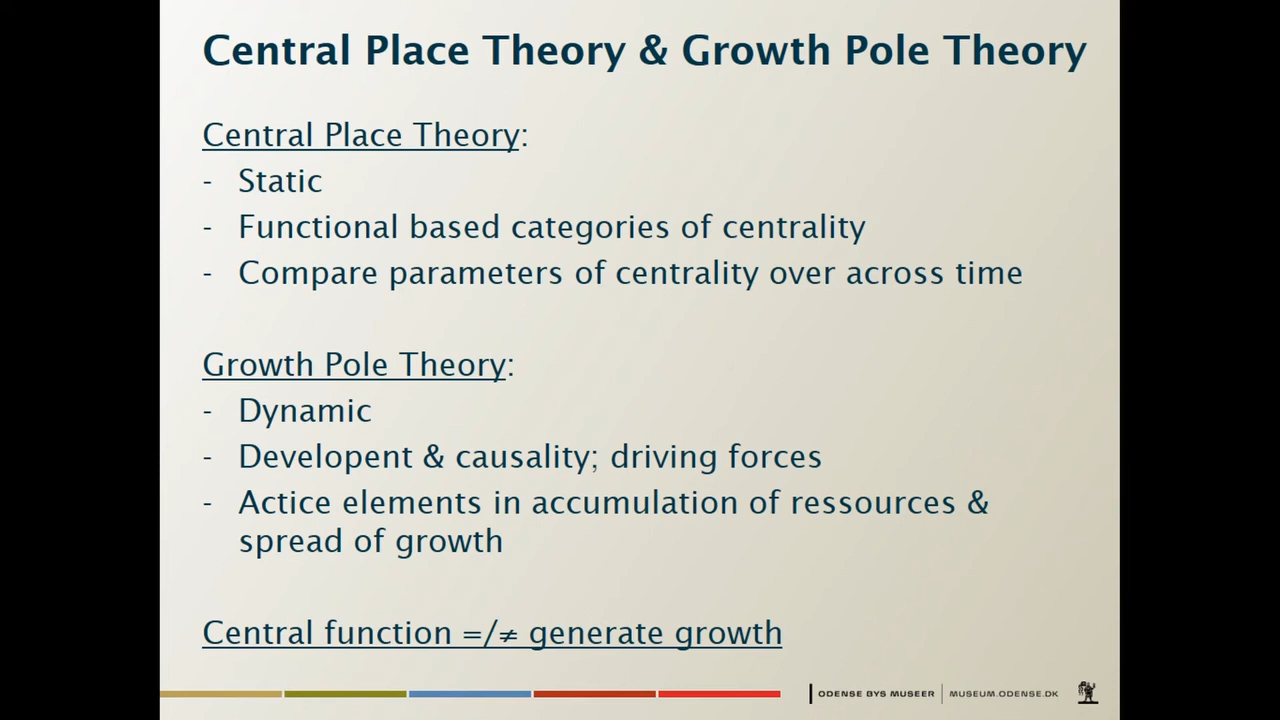 Central Place Theory & Growth Pole Theory
Central Place Theory:
- Static
- Functional based categories of centrality
- Compare parameters of centrality over across time
Growth Pole Theory:
- Dynamic
- Developent & causality; driving forces
- Actice elements in accumulation of ressources &
spread of growth
Central function =/≠ generate growth
ODENSE BYS MUSEER | MUSEUM.ODENSE.DK